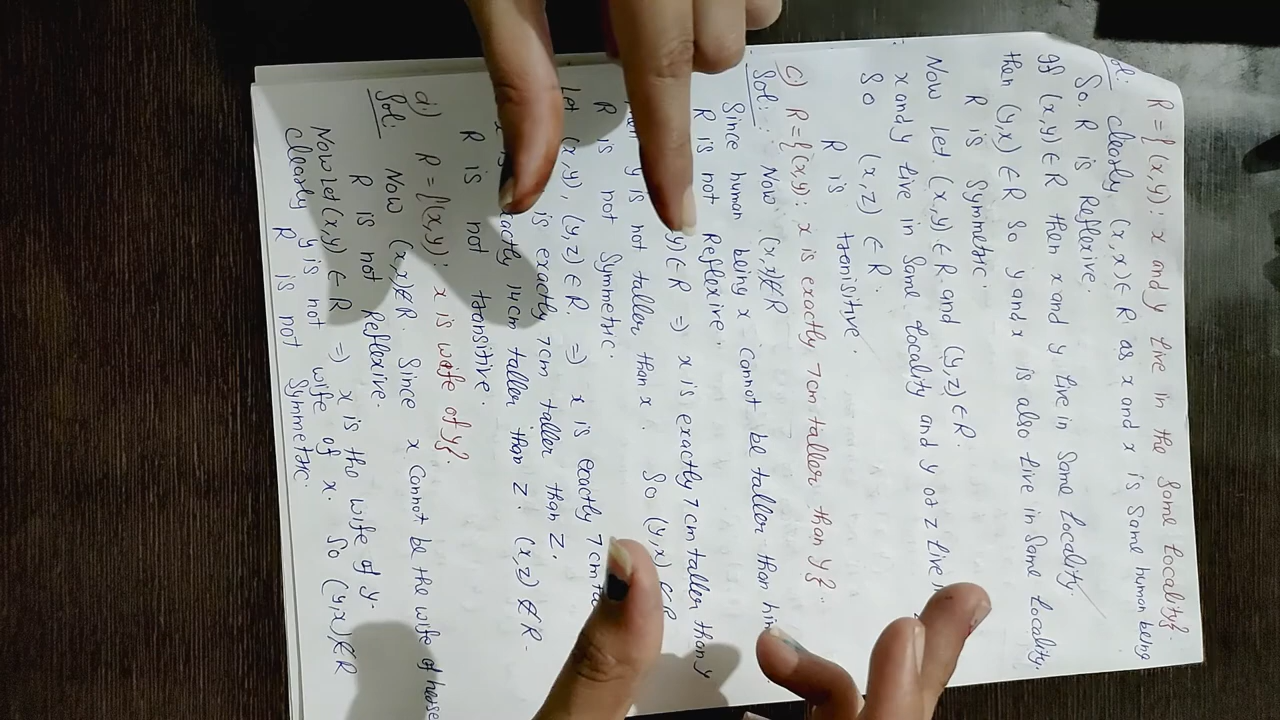 R = { (x,y) : x and y live in the same Locality}
Sol: clearly (x,x) ∈ R as x and x is Same human being
So. R is Reflexive.
If (x,y) ∈ R then x and y live in Same Locality.
then (y,x) ∈ R So y and x is also live in Same Locality.
R is Symmetric.
Now Let (x,y) ∈ R and (y,z) ∈ R.
x and y live in Same Locality and y at z live
So (x,z) ∈ R.
R is tranisitive.
c) R = { (x,y) : x is exactly 7cm taller than y}.
Sol: Now (x,x) ∉ R
Since human being x cannot be taller than him
R is not Reflexive.
y) ∈ R => x is exactly 7cm taller than y
y is not taller than x. So (y,x)
R is not Symmetric.
Let (x,y), (y,z) ∈ R. => x is exactly 7cm
is exactly 7cm taller than z.
14cm taller than z. (x,z) ∉ R.
R is not transitive.
d) R = {(x,y): x is wife of y}.
Sol: Now (x,x) ∉ R. Since x cannot be the wife of
R is not Reflexive.
Now Let (x,y) ∈ R => x is the wife of y.
y is not wife of x. So (y,x) ∉ R
clearly R is not Symmetric.